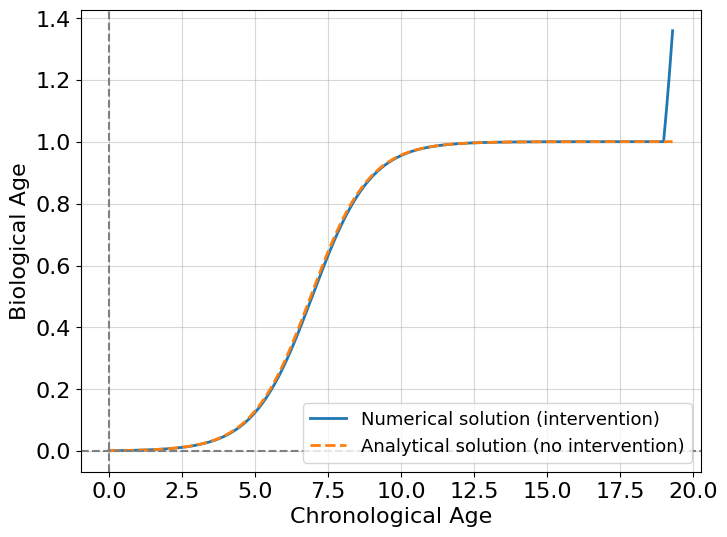 1.4
1.2
1.0
0.8
0.6
0.4
0.2
0.0
Biological Age
Numerical solution (intervention)
Analytical solution (no intervention)
0.0 2.5 5.0 7.5 10.0 12.5 15.0 17.5 20.0
Chronological Age